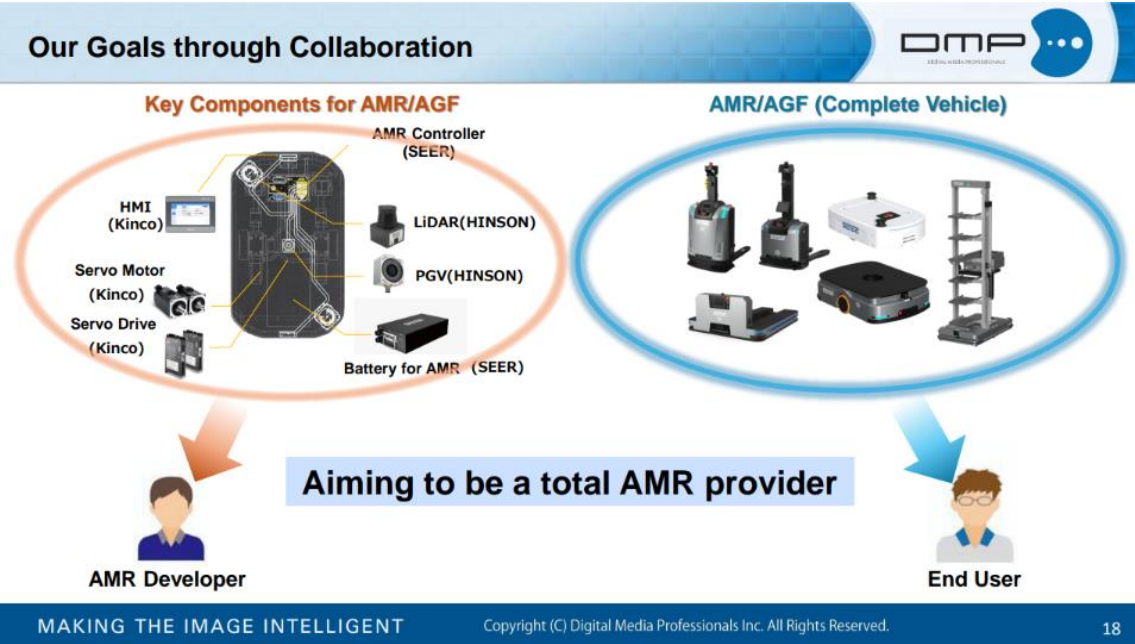 Our Goals through Collaboration
DMP
DIGITAL MEDIA PROFESSIONALS
Key Components for AMR/AGF
AMR/AGF (Complete Vehicle)
AMR Controller
(SEER)
HMI
(Kinco)
LiDAR(HINSON)
PGV(HINSON)
Servo Motor
(Kinco)
Servo Drive
(Kinco)
Battery for AMR (SEER)
Aiming to be a total AMR provider
AMR Developer
End User
MAKING THE IMAGE INTELLIGENT
Copyright (C) Digital Media Professionals Inc. All Rights Reserved.
18